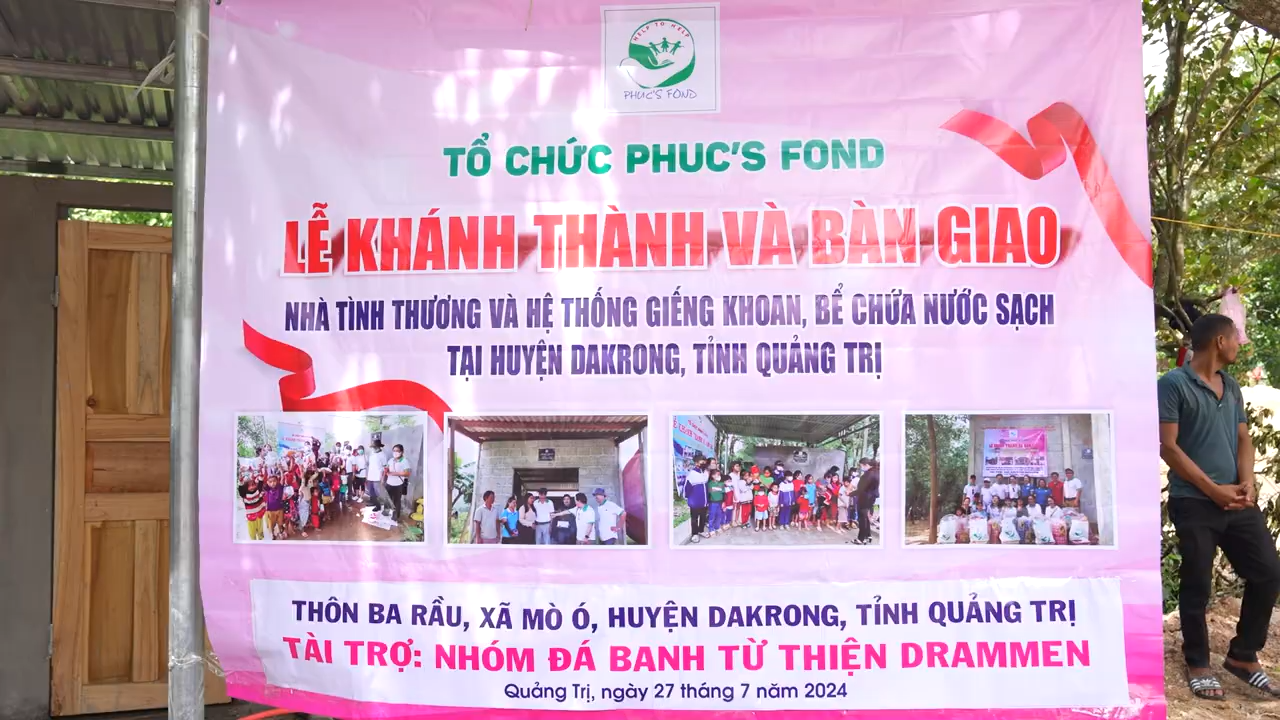 HELP TO HELP
PHUC'S FOND
TỔ CHỨC PHUC'S FOND
LỄ KHÁNH THÀNH VÀ BÀN GIAO
NHÀ TÌNH THƯƠNG VÀ HỆ THỐNG GIẾNG KHOAN, BỂ CHỨA NƯỚC SẠCH
TẠI HUYỆN DAKRONG, TỈNH QUẢNG TRỊ
THÔN BA RẦU, XÃ MÒ Ó, HUYỆN DAKRONG, TỈNH QUẢNG TRỊ
TÀI TRỢ: NHÓM ĐÁ BANH TỪ THIỆN DRAMMEN
Quảng Trị, ngày 27 tháng 7 năm 2024